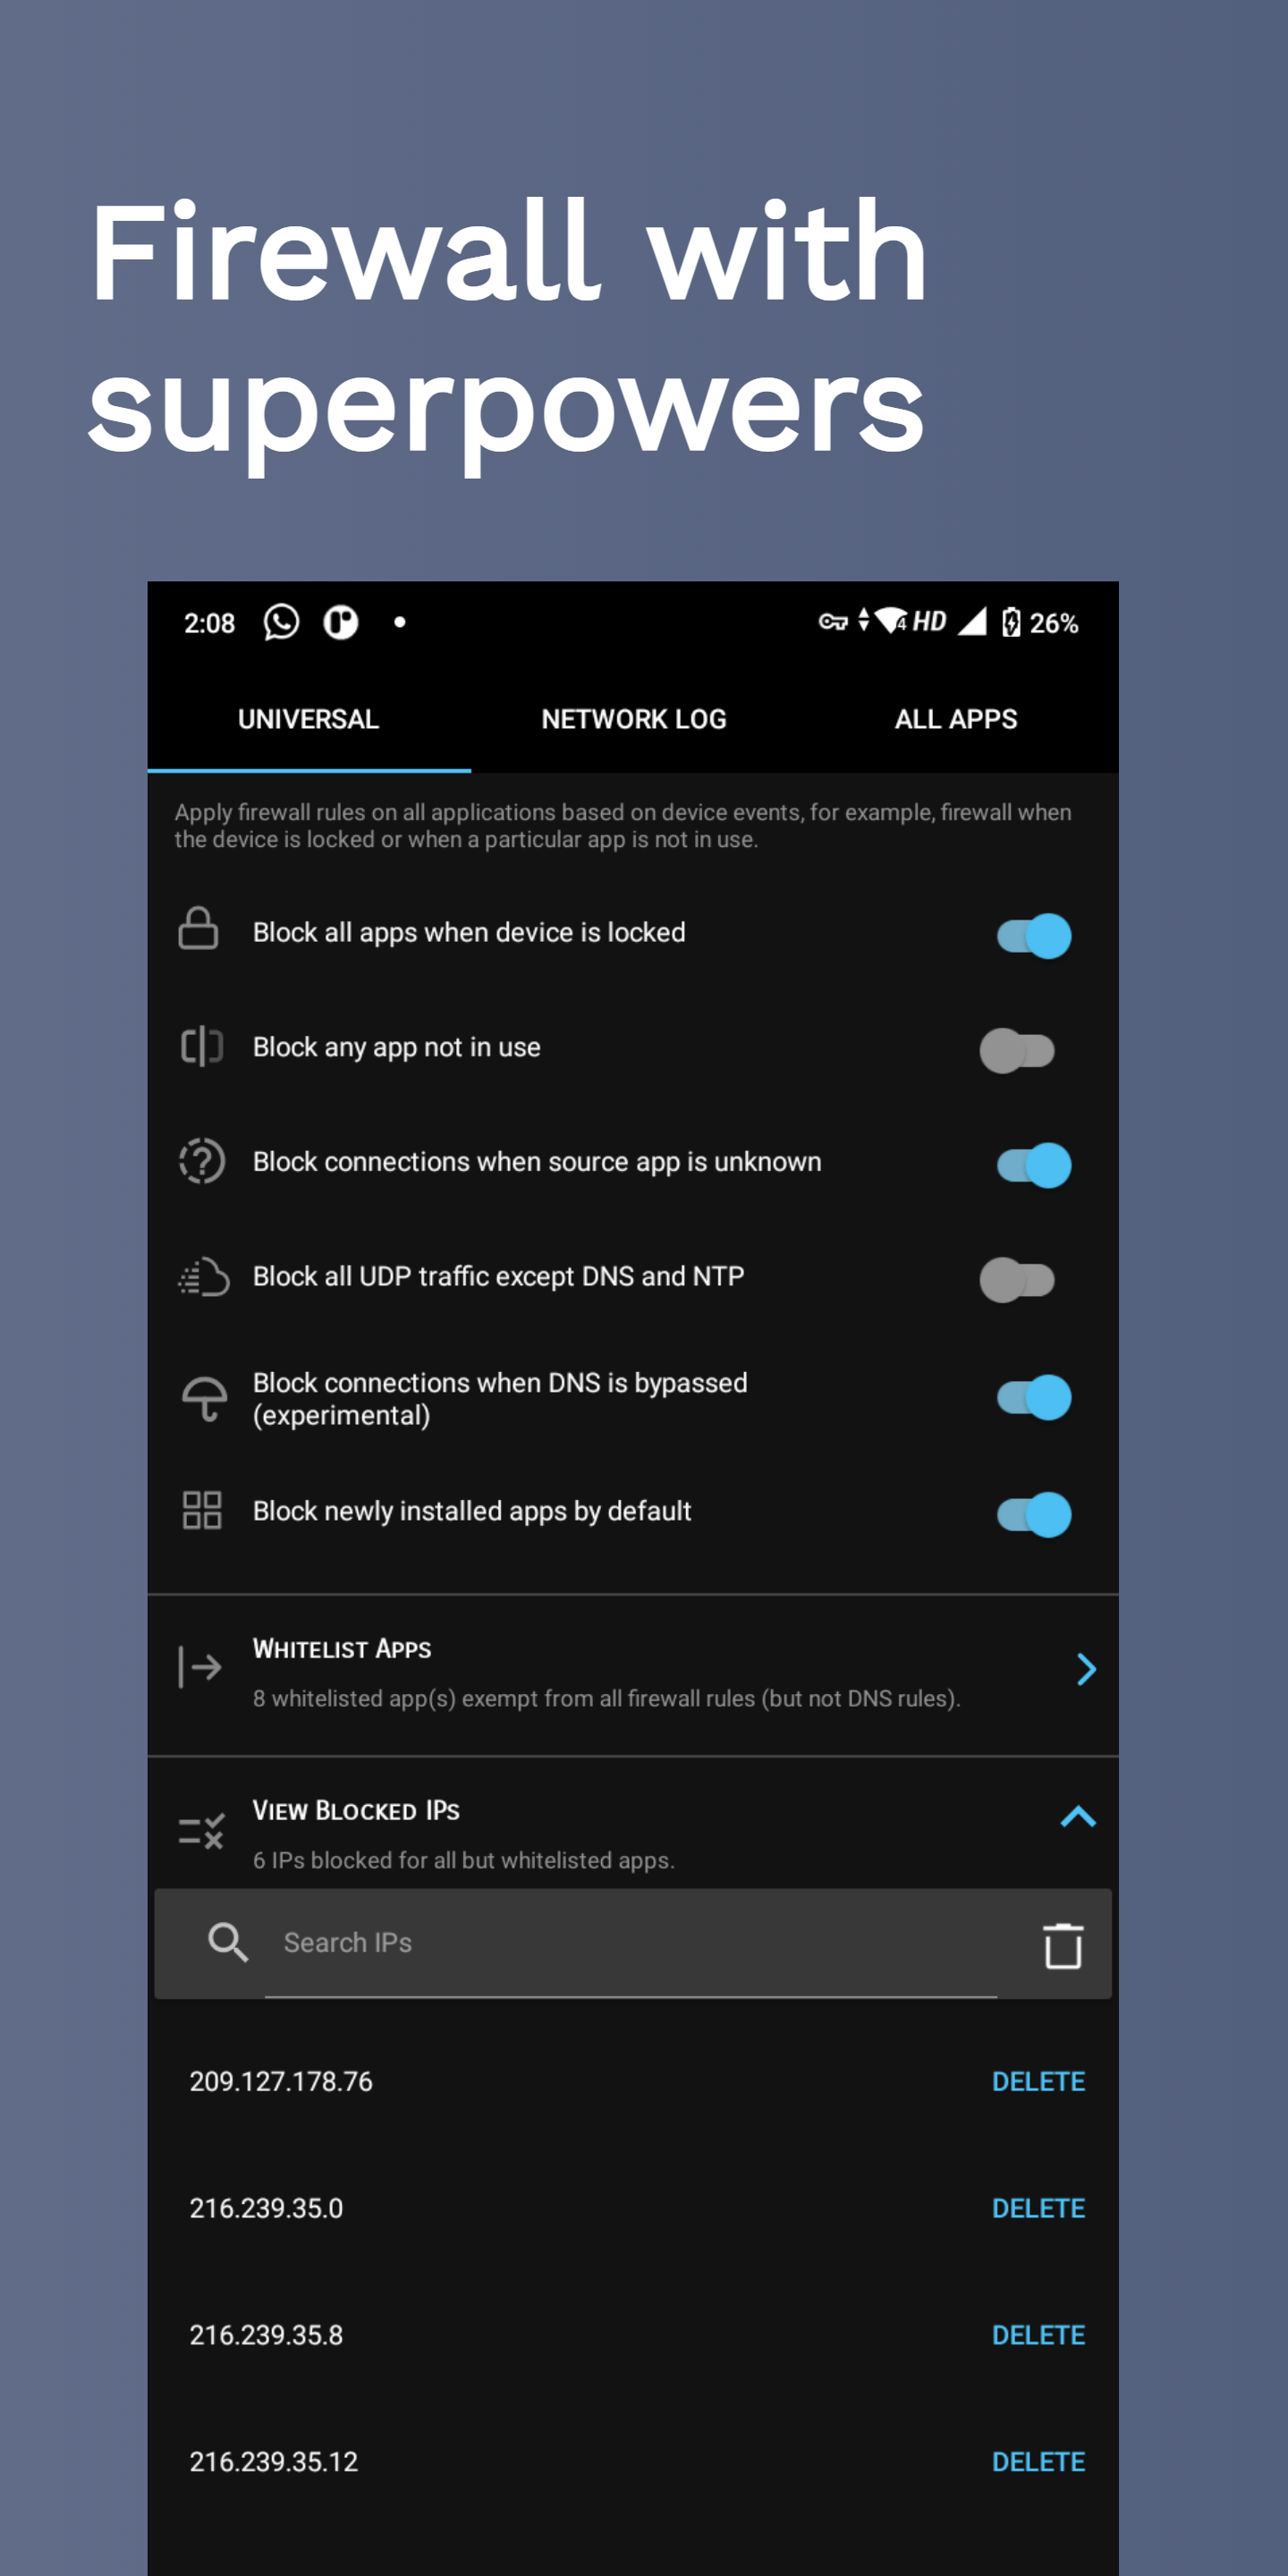 Firewall with
superpowers
2:08
4 HD 26%
UNIVERSAL NETWORK LOG ALL APPS
Apply firewall rules on all applications based on device events, for example, firewall when
the device is locked or when a particular app is not in use.
Block all apps when device is locked
Block any app not in use
Block connections when source app is unknown
Block all UDP traffic except DNS and NTP
Block connections when DNS is bypassed
(experimental)
Block newly installed apps by default
WHITELIST APPS
8 whitelisted app(s) exempt from all firewall rules (but not DNS rules).
VIEW BLOCKED IPS
6 IPs blocked for all but whitelisted apps.
Search IPs
209.127.178.76 DELETE
216.239.35.0 DELETE
216.239.35.8 DELETE
216.239.35.12 DELETE